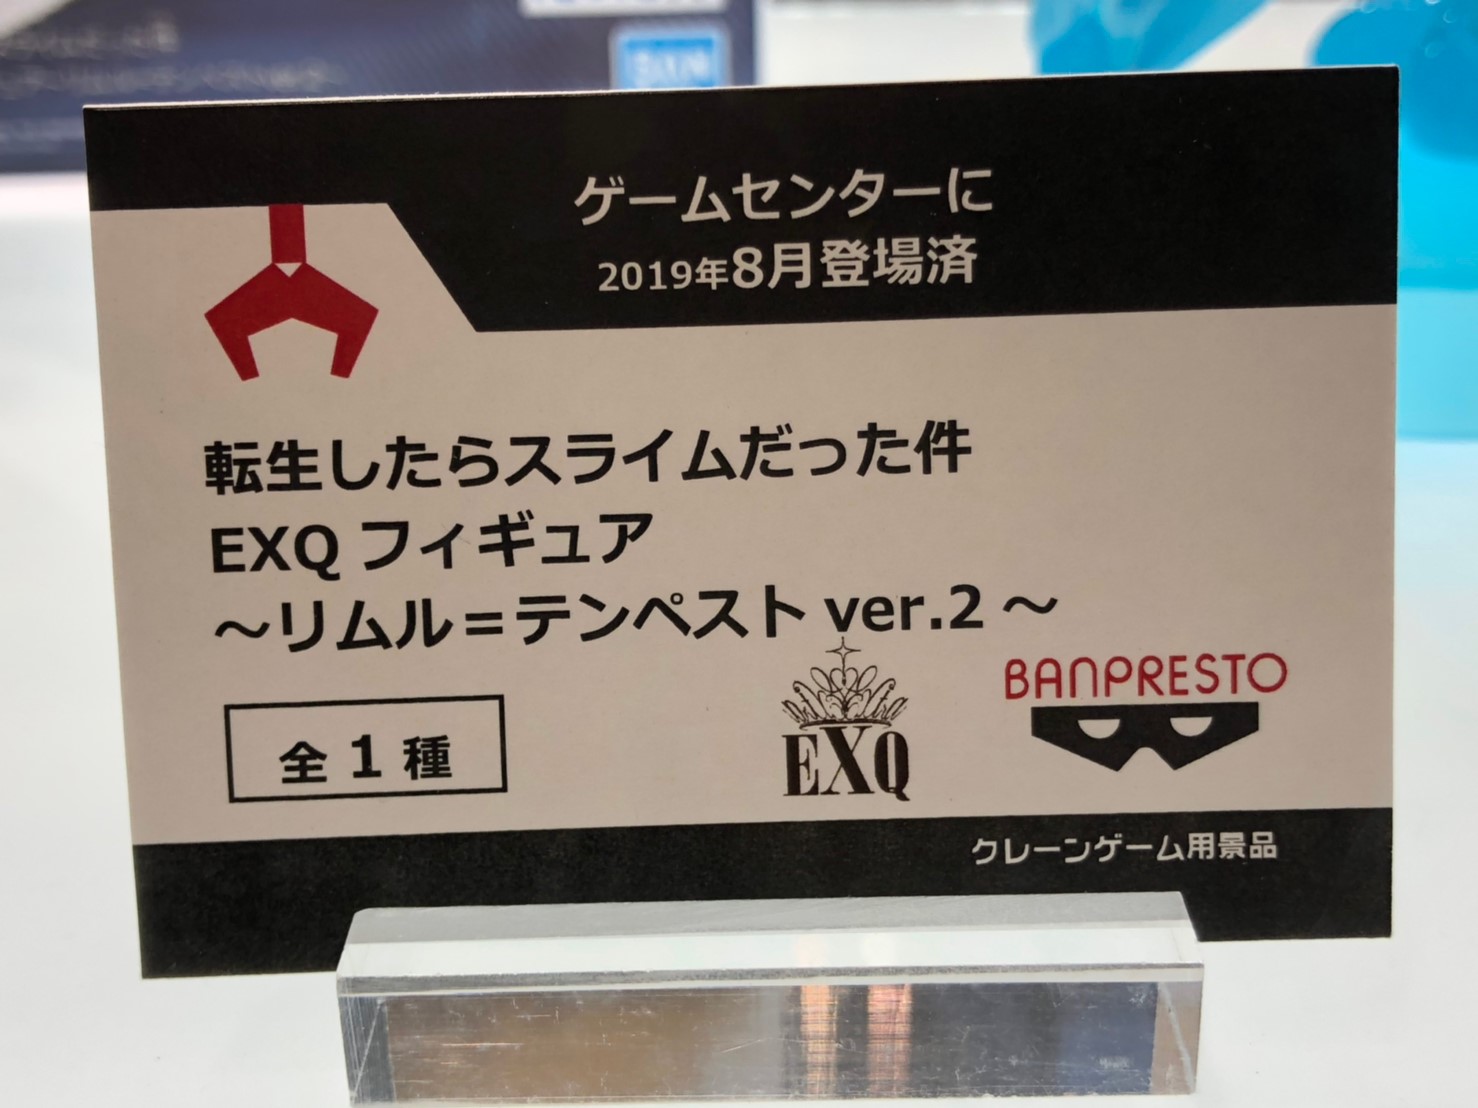 ゲームセンターに
2019年8月登場済
転生したらスライムだった件
EXQフィギュア
～リムル=テンペスト ver.2～
全1種
EXQ
BANPRESTO
クレーンゲーム用景品